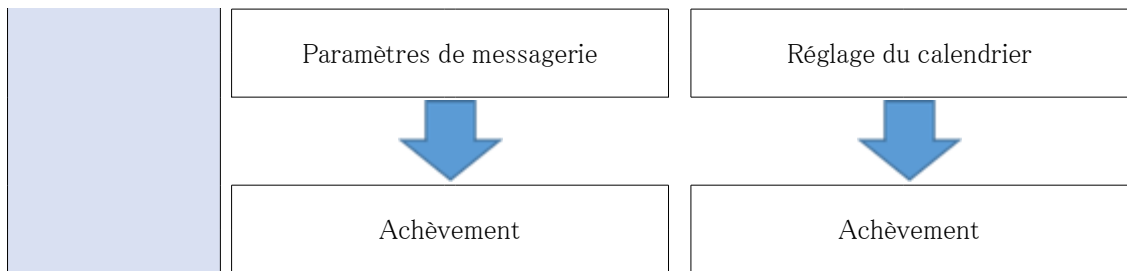 Paramètres de messagerie
Réglage du calendrier
Achèvement
Achèvement